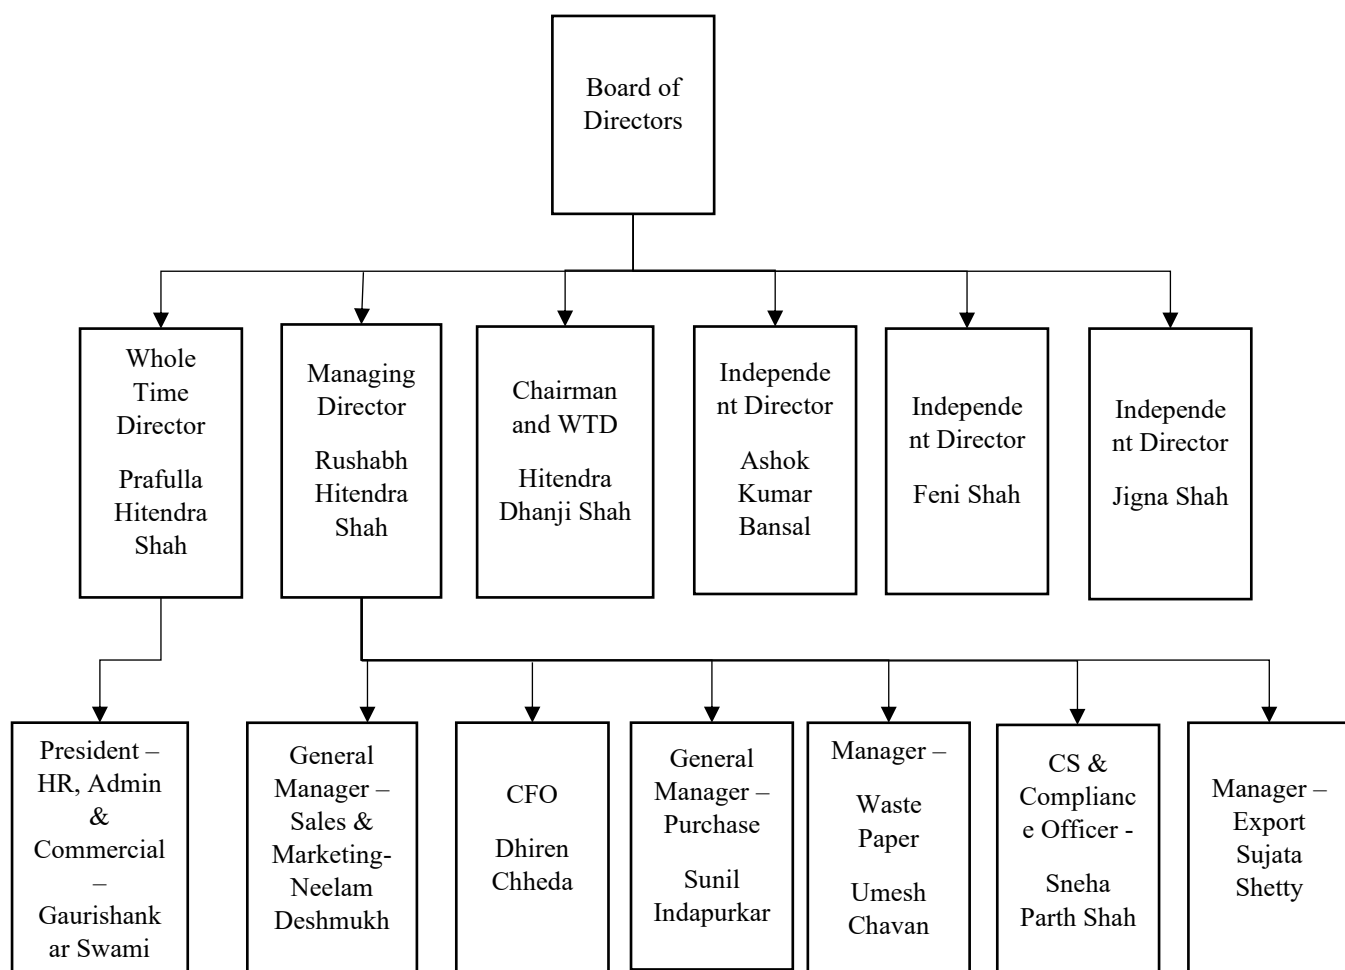 Board of
Directors
Whole
Time
Director
Prafulla
Hitendra
Shah
Managing
Director
Rushabh
Hitendra
Shah
Chairman
and WTD
Hitendra
Dhanji Shah
Independe
nt Director
Ashok
Kumar
Bansal
Independe
nt Director
Feni Shah
Independe
nt Director
Jigna Shah
President –
HR, Admin
&
Commercial
–
Gaurishank
ar Swami
General
Manager –
Sales &
Marketing-
Neelam
Deshmukh
CFO
Dhiren
Chheda
General
Manager –
Purchase
Sunil
Indapurkar
Manager –
Waste
Paper
Umesh
Chavan
CS &
Complianc
e Officer -
Sneha
Parth Shah
Manager –
Export
Sujata
Shetty